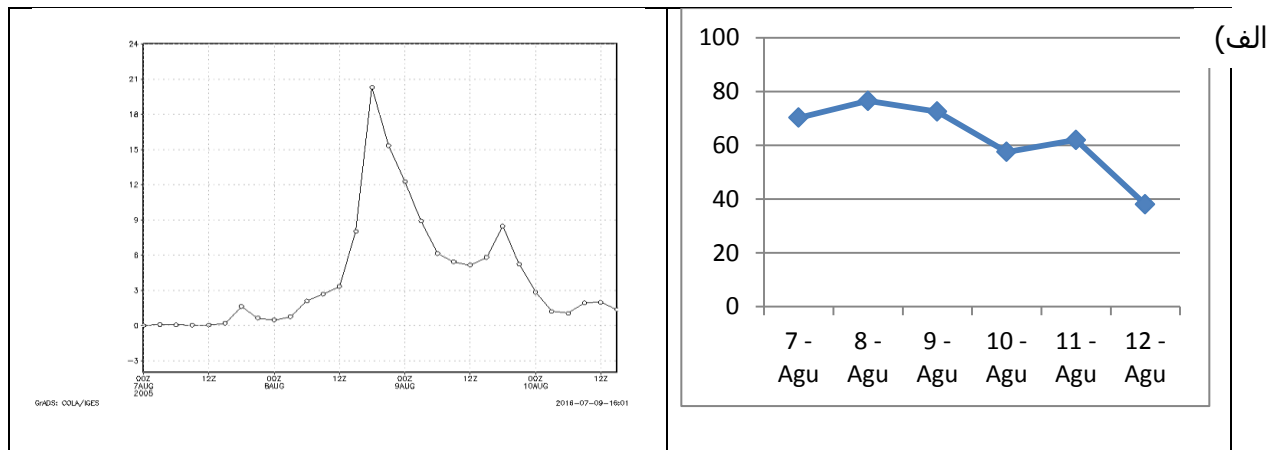 24
21
18
15
12
9
6
3
0
-3
00Z 12Z 00Z 12Z 00Z 12Z 00Z 12Z
7AUG 8AUG 9AUG 10AUG
2005
GrADS: COLA/IGES 2016-07-09-16:01
الف)
100
80
60
40
20
0
7 - 8 - 9 - 10 - 11 - 12 -
Agu Agu Agu Agu Agu Agu